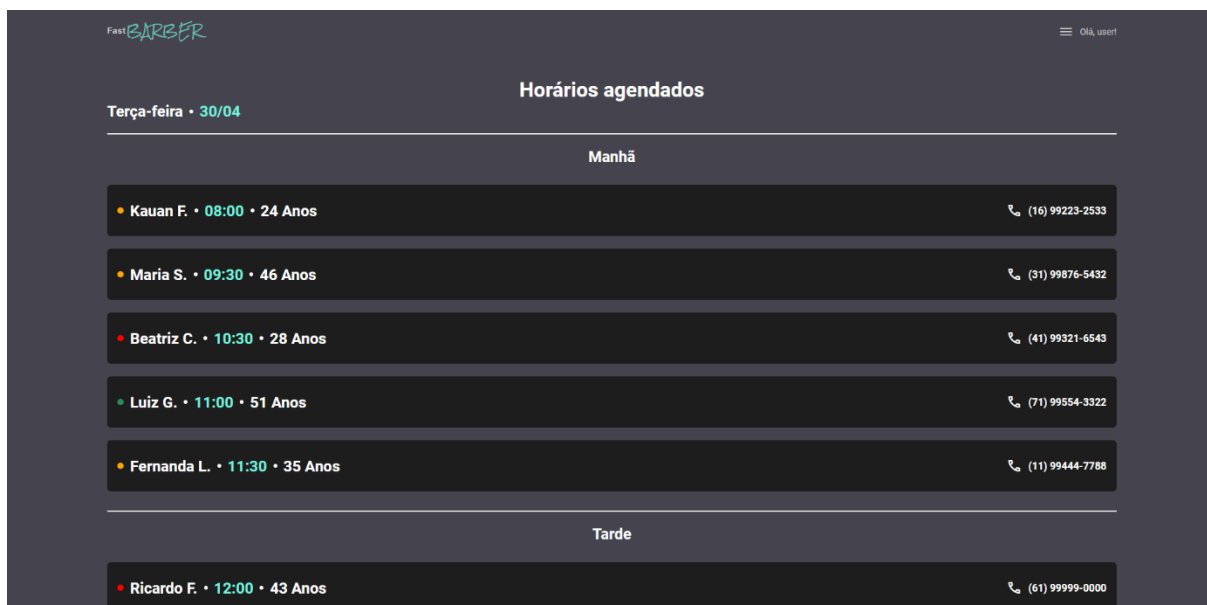 Fast BARBER
Olá, user!
Horários agendados
Terça-feira • 30/04
Manhã
Kauan F. • 08:00 • 24 Anos
(16) 99223-2533
Maria S. • 09:30 • 46 Anos
(31) 99876-5432
Beatriz C. • 10:30 • 28 Anos
(41) 99321-6543
Luiz G. • 11:00 • 51 Anos
(71) 99554-3322
Fernanda L. • 11:30 • 35 Anos
(11) 99444-7788
Tarde
Ricardo F. • 12:00 • 43 Anos
(61) 99999-0000